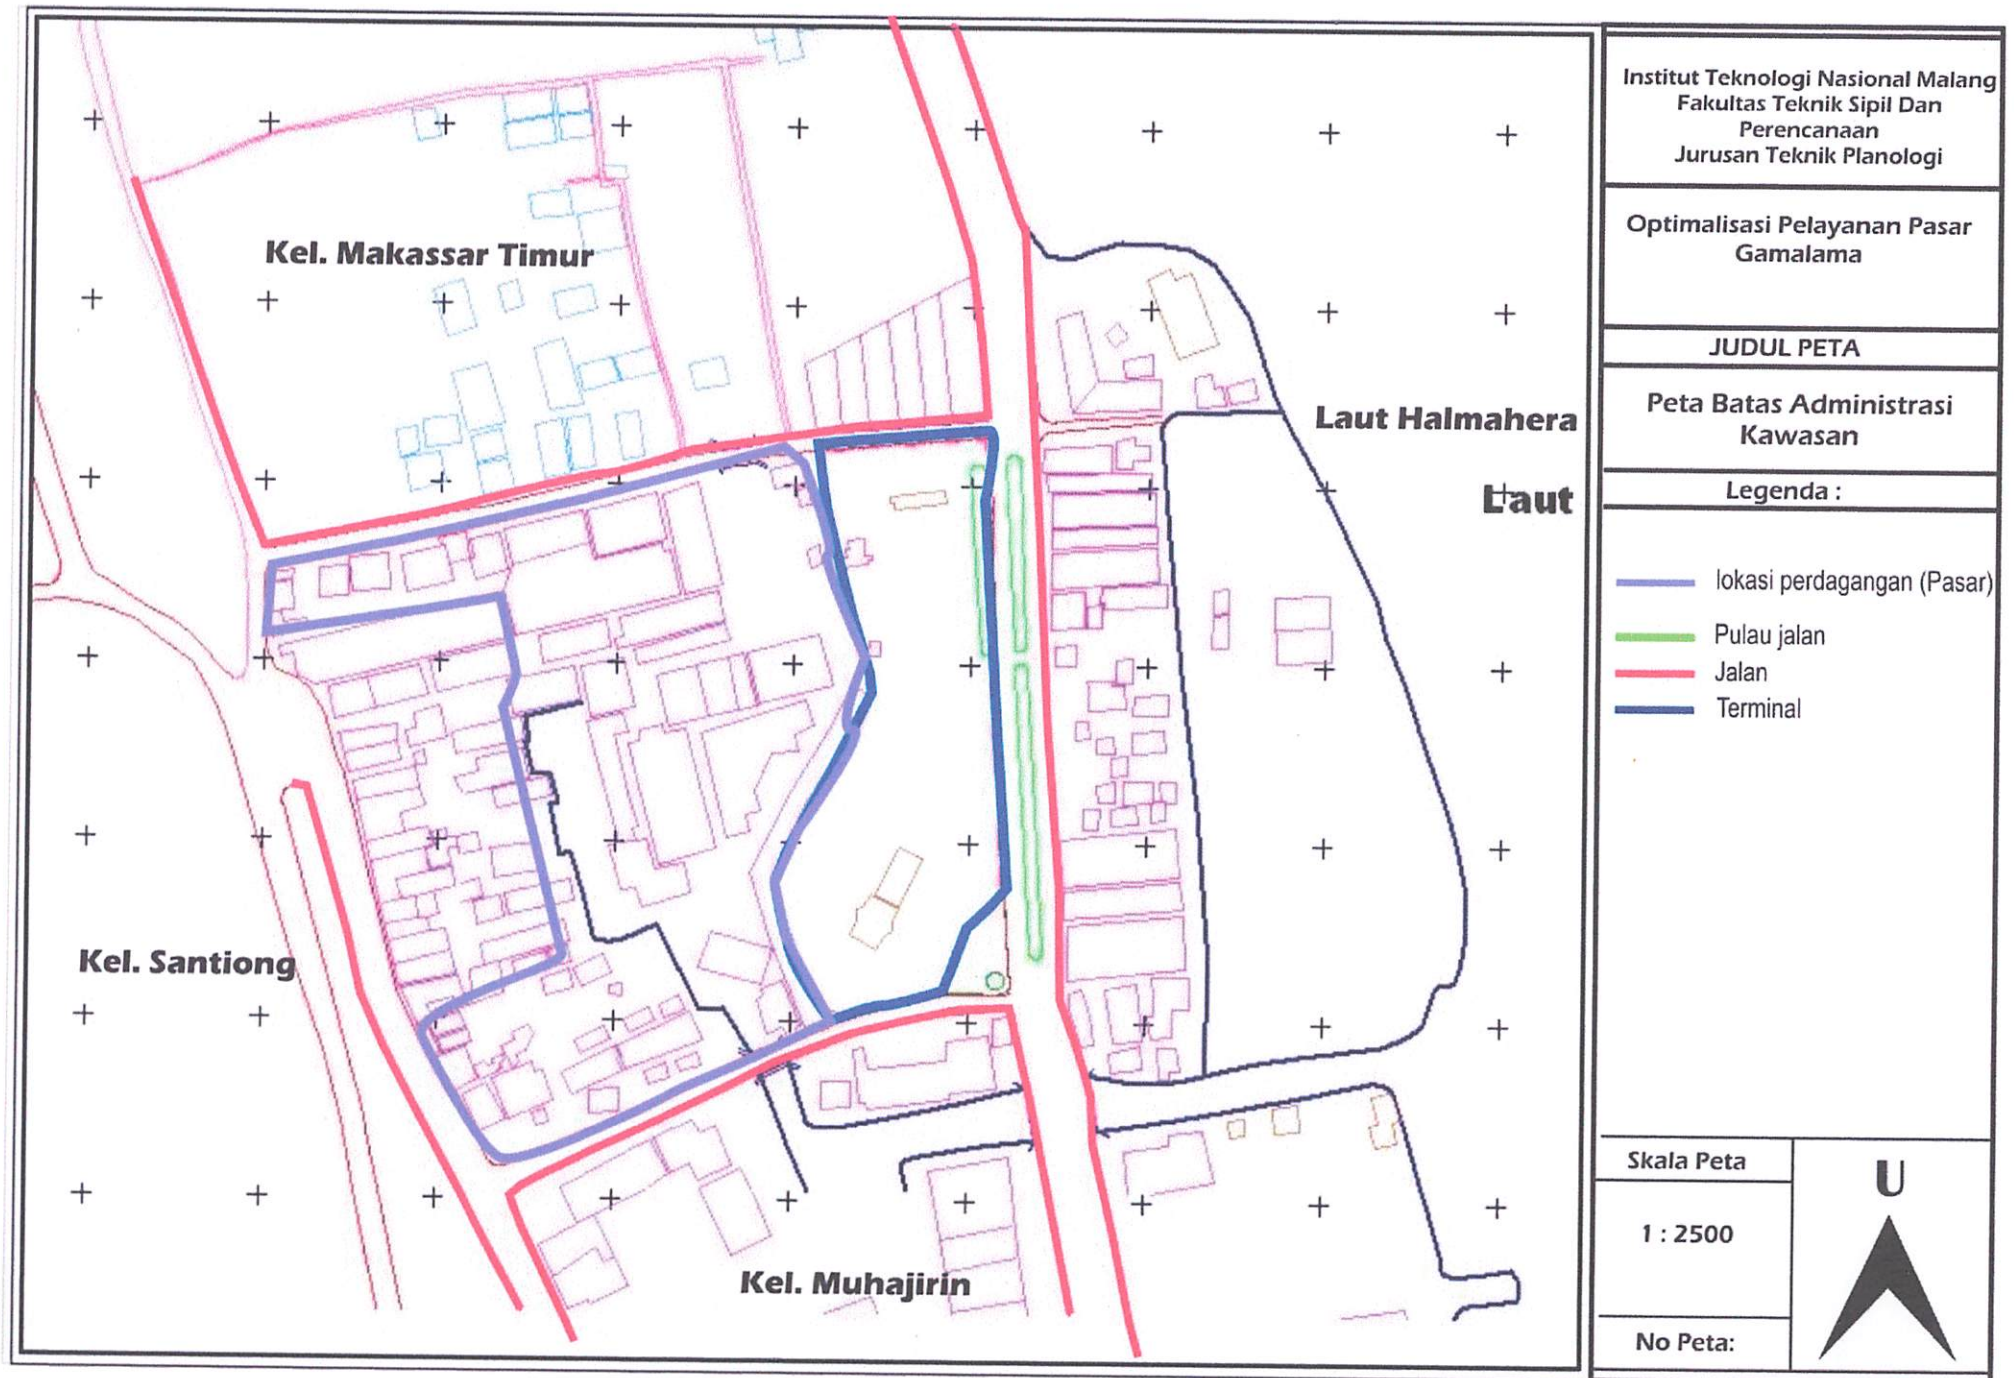 Kel. Makassar Timur
Laut Halmahera
Laut
Kel. Santiong
Kel. Muhajirin
Institut Teknologi Nasional Malang
Fakultas Teknik Sipil Dan
Perencanaan
Jurusan Teknik Planologi
Optimalisasi Pelayanan Pasar
Gamalama
JUDUL PETA
Peta Batas Administrasi
Kawasan
Legenda :
lokasi perdagangan (Pasar)
Pulau jalan
Jalan
Terminal
Skala Peta
1 : 2500
No Peta:
U